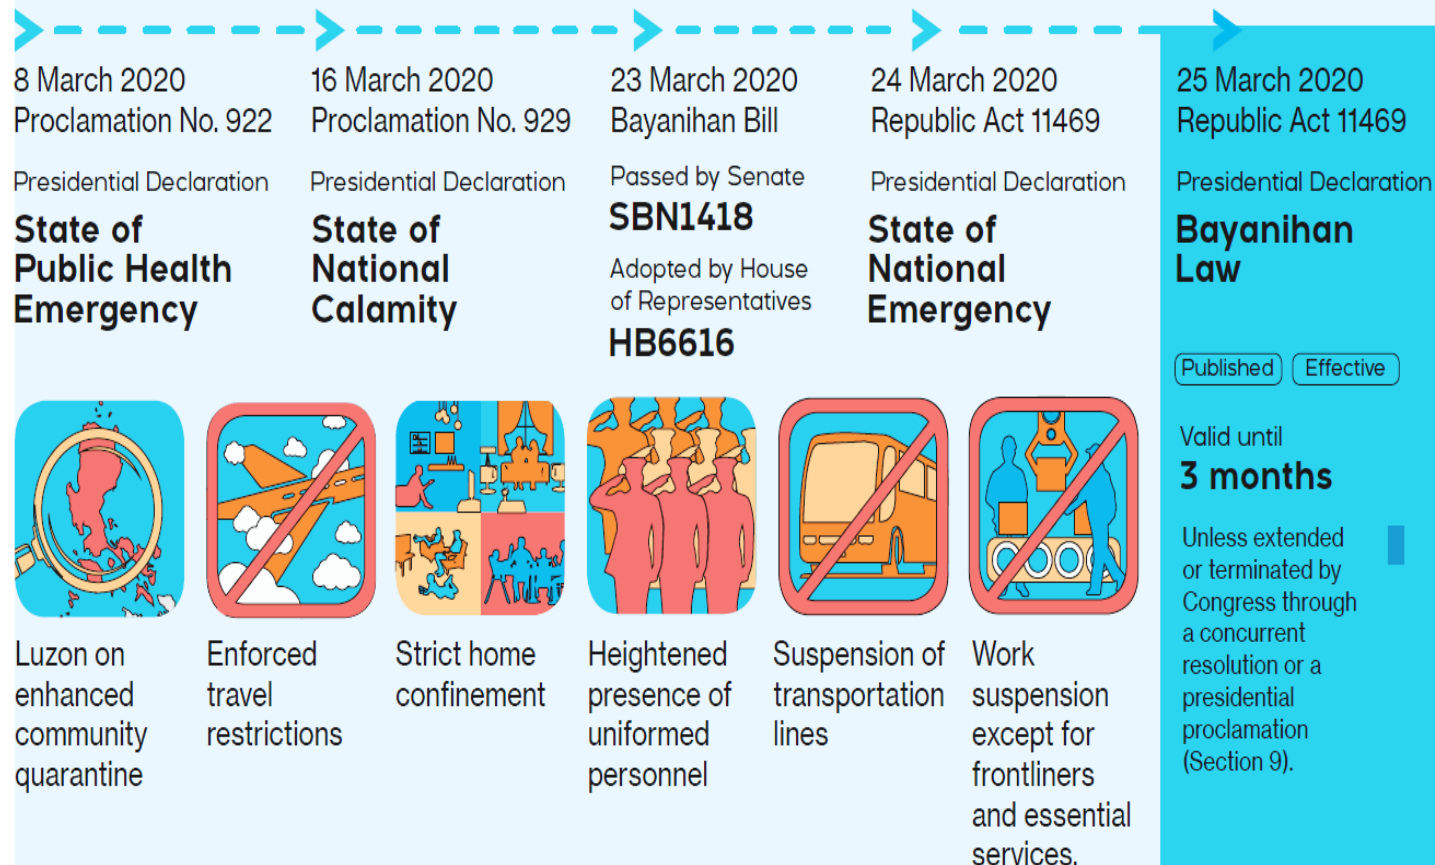 8 March 2020
Proclamation No. 922
Presidential Declaration
State of
Public Health
Emergency
16 March 2020
Proclamation No. 929
Presidential Declaration
State of
National
Calamity
23 March 2020
Bayanihan Bill
Passed by Senate
SBN1418
Adopted by House
of Representatives
HB6616
24 March 2020
Republic Act 11469
Presidential Declaration
State of
National
Emergency
25 March 2020
Republic Act 11469
Presidential Declaration
Bayanihan
Law
Published
Effective
Valid until
3 months
Unless extended
or terminated by
Congress through
a concurrent
resolution or a
presidential
proclamation
(Section 9).
Luzon on
enhanced
community
quarantine
Enforced
travel
restrictions
Strict home
confinement
Heightened
presence of
uniformed
personnel
Suspension of
transportation
lines
Work
suspension
except for
frontliners
and essential
services.